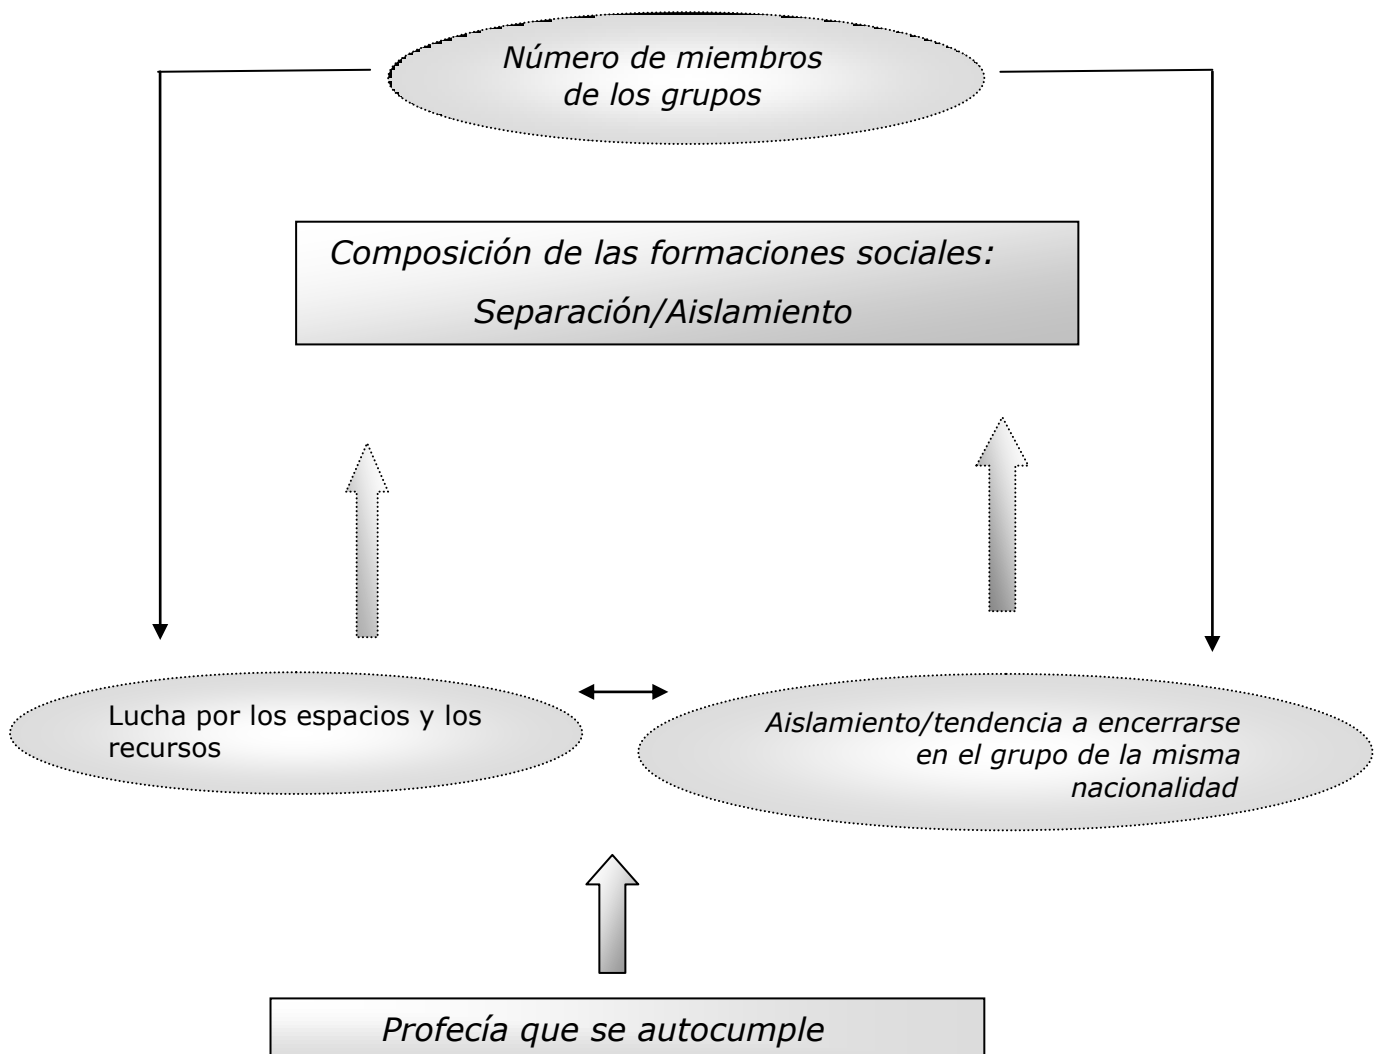 Número de miembros
de los grupos
Composición de las formaciones sociales:
Separación/Aislamiento
Lucha por los espacios y los
recursos
Aislamiento/tendencia a encerrarse
en el grupo de la misma
nacionalidad
Profecía que se autocumple